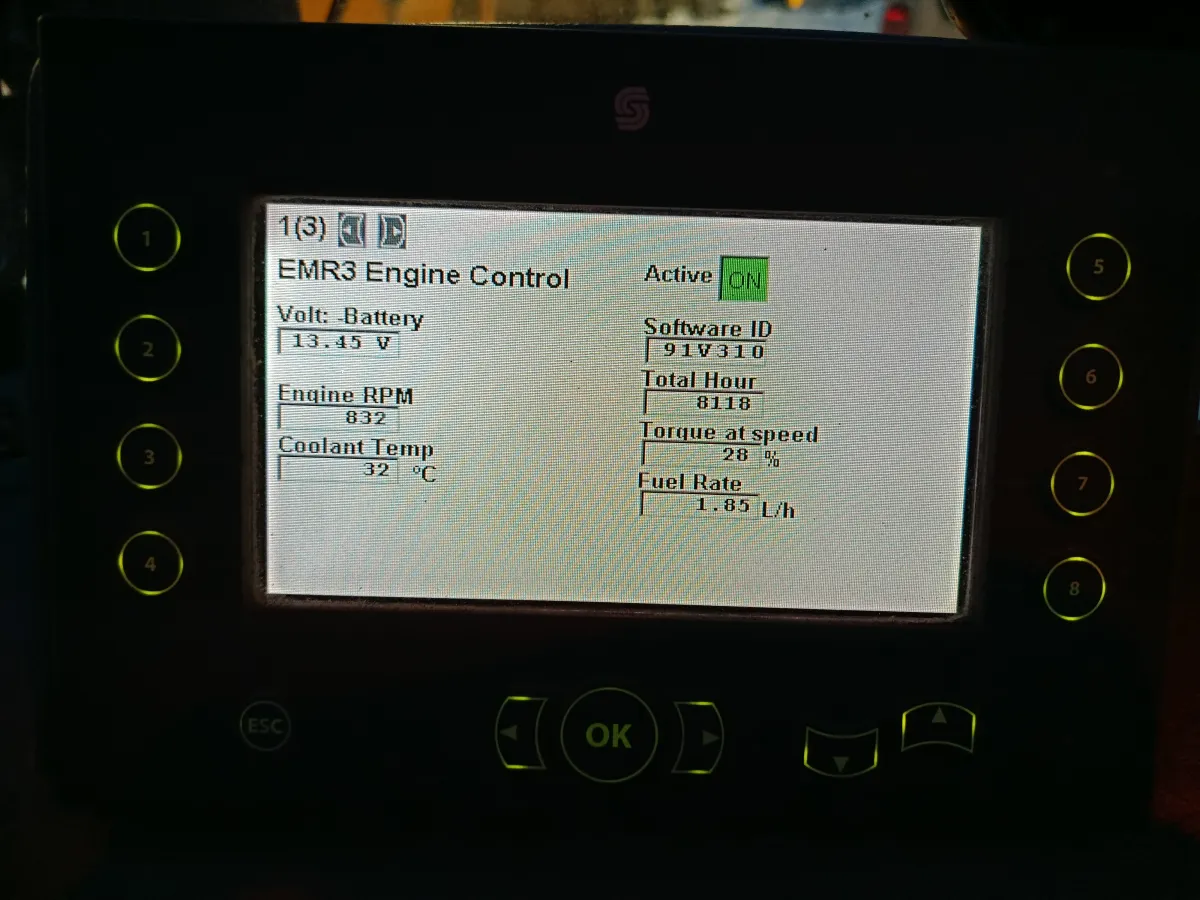 1(3)
EMR3 Engine Control
Active ON
Volt: -Battery
13.45 V
Engine RPM
832
Coolant Temp
32 °C
Software ID
91V310
Total Hour
8118
Torque at speed
28 %
Fuel Rate
1.85 L/h
1
2
3
4
5
6
7
8
ESC
OK